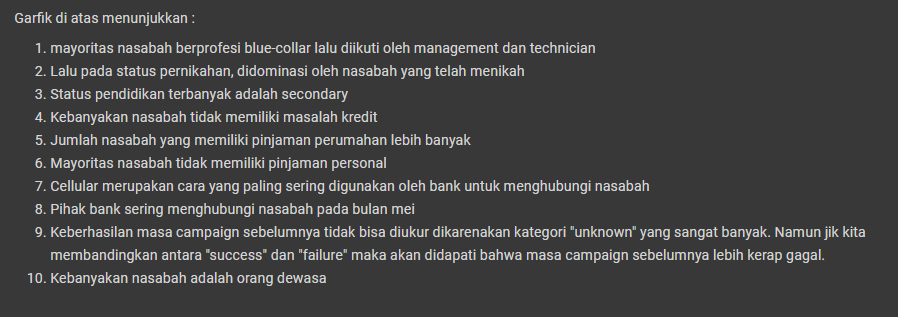 Garfik di atas menunjukkan :
1. mayoritas nasabah berprofesi blue-collar lalu diikuti oleh management dan technician
2. Lalu pada status pernikahan, didominasi oleh nasabah yang telah menikah
3. Status pendidikan terbanyak adalah secondary
4. Kebanyakan nasabah tidak memiliki masalah kredit
5. Jumlah nasabah yang memiliki pinjaman perumahan lebih banyak
6. Mayoritas nasabah tidak memiliki pinjaman personal
7. Cellular merupakan cara yang paling sering digunakan oleh bank untuk menghubungi nasabah
8. Pihak bank sering menghubungi nasabah pada bulan mei
9. Keberhasilan masa campaign sebelumnya tidak bisa diukur dikarenakan kategori "unknown" yang sangat banyak. Namun jik kita
membandingkan antara "success" dan "failure" maka akan didapati bahwa masa campaign sebelumnya lebih kerap gagal.
10. Kebanyakan nasabah adalah orang dewasa